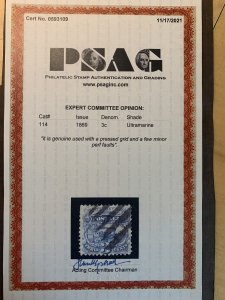 Cert No. 0693109
11/17/2021
PSAG
PHILATELIC STAMP AUTHENTICATION AND GRADING
www.psaginc.com
EXPERT COMMITTEE OPINION:
Cat# Issue Denom Shade
114 1869 3c Ultramarine
"It is genuine used with a pressed grid and a few minor
perf faults".
POSTAGE
Acting Committee Chairman